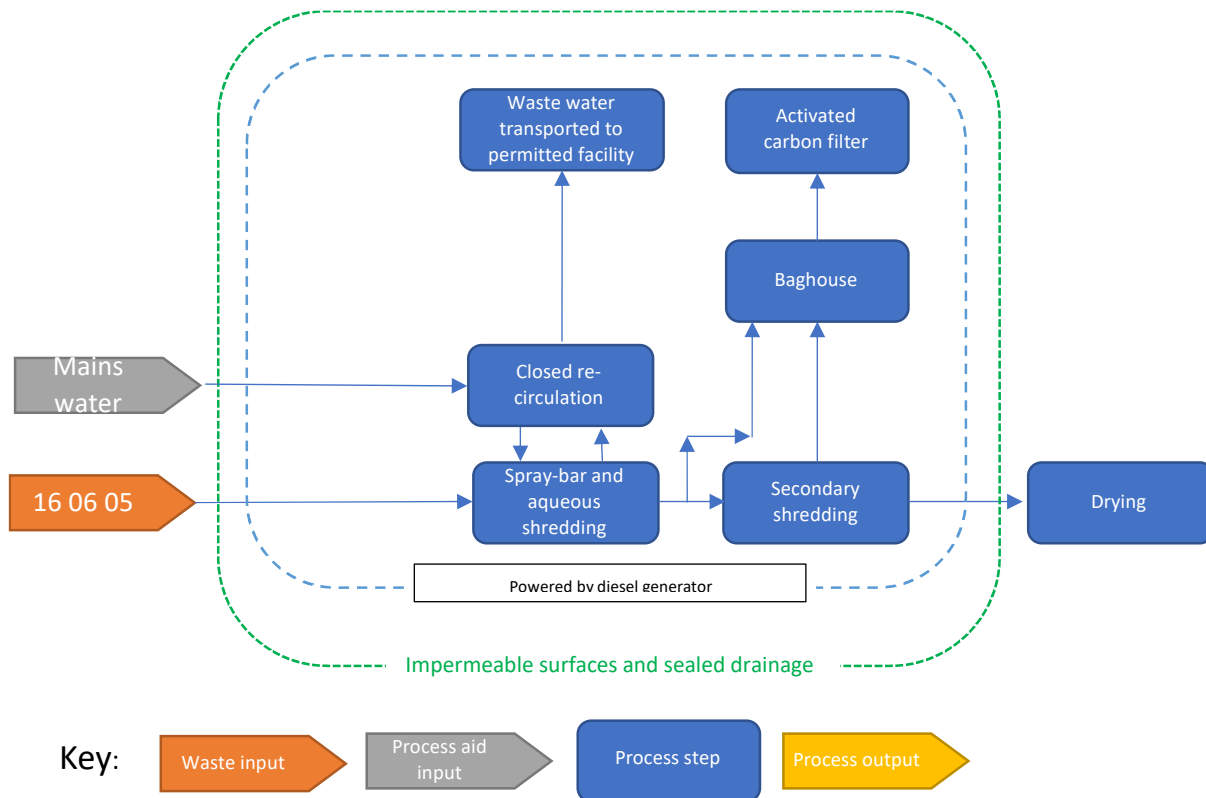 Waste water
transported to
permitted facility
Activated
carbon filter
Baghouse
Mains
water
Closed re-
circulation
16 06 05
Spray-bar and
aqueous
shredding
Secondary
shredding
Drying
Powered by diesel generator
Impermeable surfaces and sealed drainage
Key:
Waste input
Process aid
input
Process step
Process output